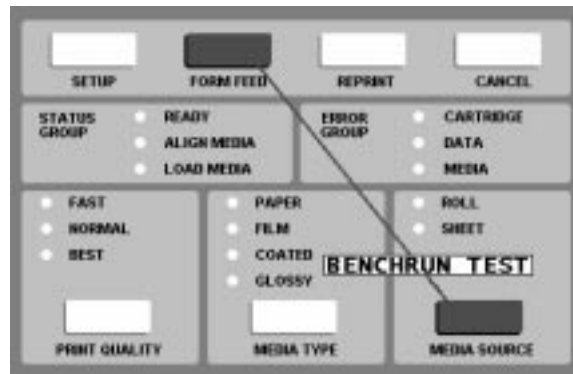 SETUP
FORM FEED
REPRINT
CANCEL
STATUS GROUP
READY
ALIGN MEDIA
LOAD MEDIA
ERROR GROUP
CARTRIDGE
DATA
MEDIA
FAST
NORMAL
BEST
PRINT QUALITY
PAPER
FILM
COATED
GLOSSY
MEDIA TYPE
ROLL
SHEET
BENCHRUN TEST
MEDIA SOURCE